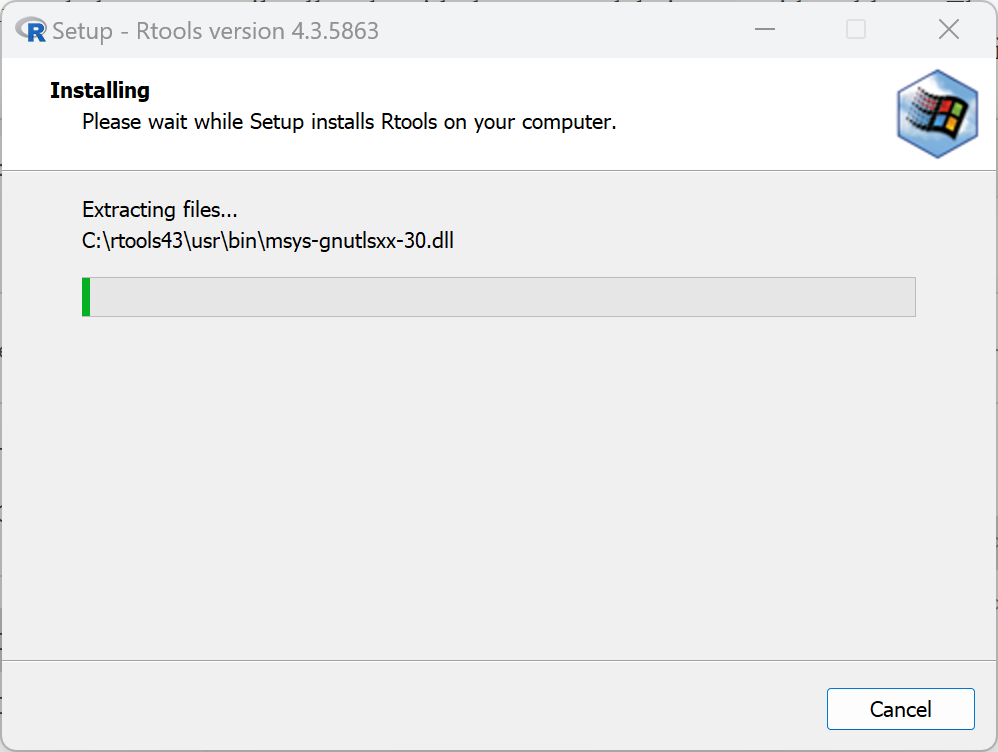 Setup - Rtools version 4.3.5863
Installing
Please wait while Setup installs Rtools on your computer.
Extracting files...
C:\rtools43\usr\bin\msys-gnutlsxx-30.dll
Cancel